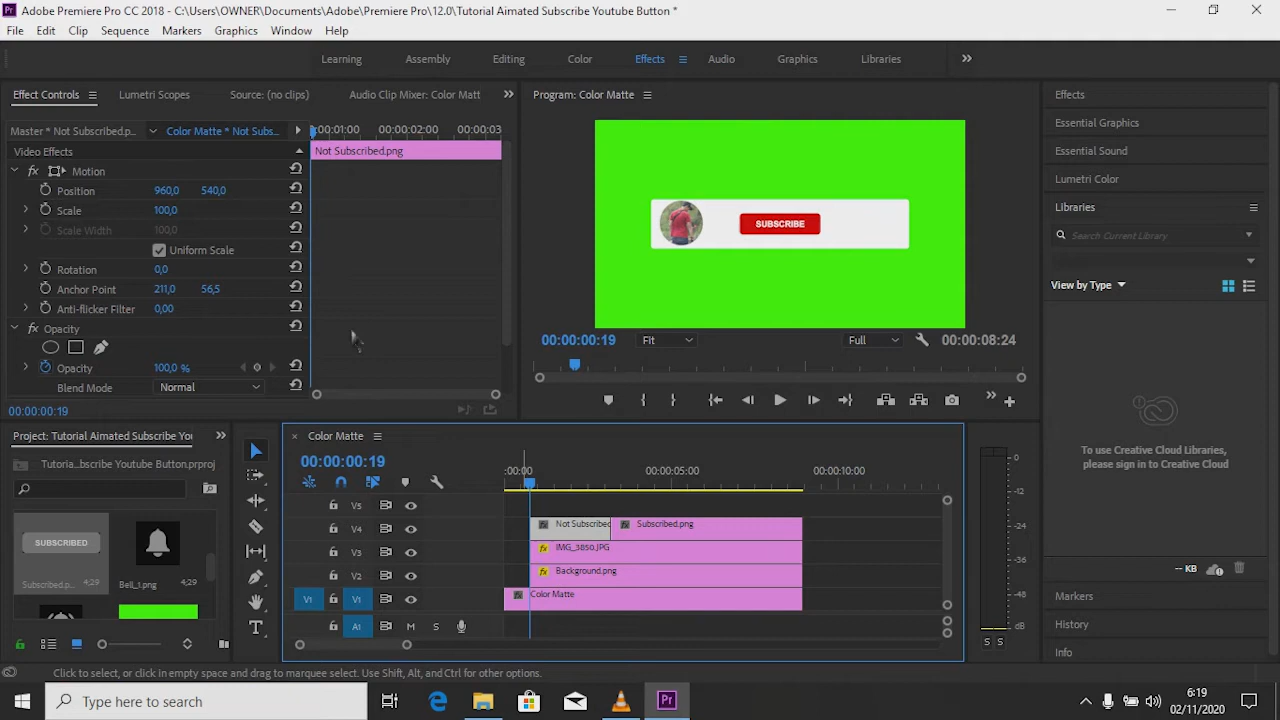 Adobe Premiere Pro CC 2018 - C:\Users\OWNER\Documents\Adobe\Premiere Pro\12.0\Tutorial Aimated Subscribe Youtube Button *
File Edit Clip Sequence Markers Graphics Window Help
Learning Assembly Editing Color Effects Audio Graphics Libraries
Effect Controls Lumetri Scopes Source: (no clips) Audio Clip Mixer: Color Matt
Program: Color Matte
Effects
Essential Graphics
Essential Sound
Lumetri Color
Libraries
Search Current Library
View by Type
To use Creative Cloud Libraries,
please sign in to Creative Cloud
-- KB
Markers
History
Info
Master * Not Subscribed.p... Color Matte * Not Subs...
:00:01:00 00:00:02:00 00:00:03
Video Effects
Not Subscribed.png
Motion
Position 960,0 540,0
Scale 100,0
Scale Width 100,0
Uniform Scale
Rotation 0,0
Anchor Point 211,0 56,5
Anti-flicker Filter 0,00
Opacity
Opacity 100,0 %
Blend Mode Normal
00:00:00:19
SUBSCRIBE
00:00:00:19 Fit Full 00:00:08:24
Project: Tutorial Aimated Subscribe You
Tutoria...bscribe Youtube Button.prproj
SUBSCRIBED
Subscribed.p... 4;29 Bell_1.png 4;29
Color Matte
00:00:00:19
:00:00 00:00:05:00 00:00:10:00
V5
V4 Not Subscribed Subscribed.png
V3 IMG_3850.JPG
V2 Background.png
V1 V1 Color Matte
A1 M S
0
-12
-24
-36
-48
dB
S S
Click to select, or click in empty space and drag to marquee select. Use Shift, Alt, and Ctrl for other options.
Type here to search
6:19
02/11/2020